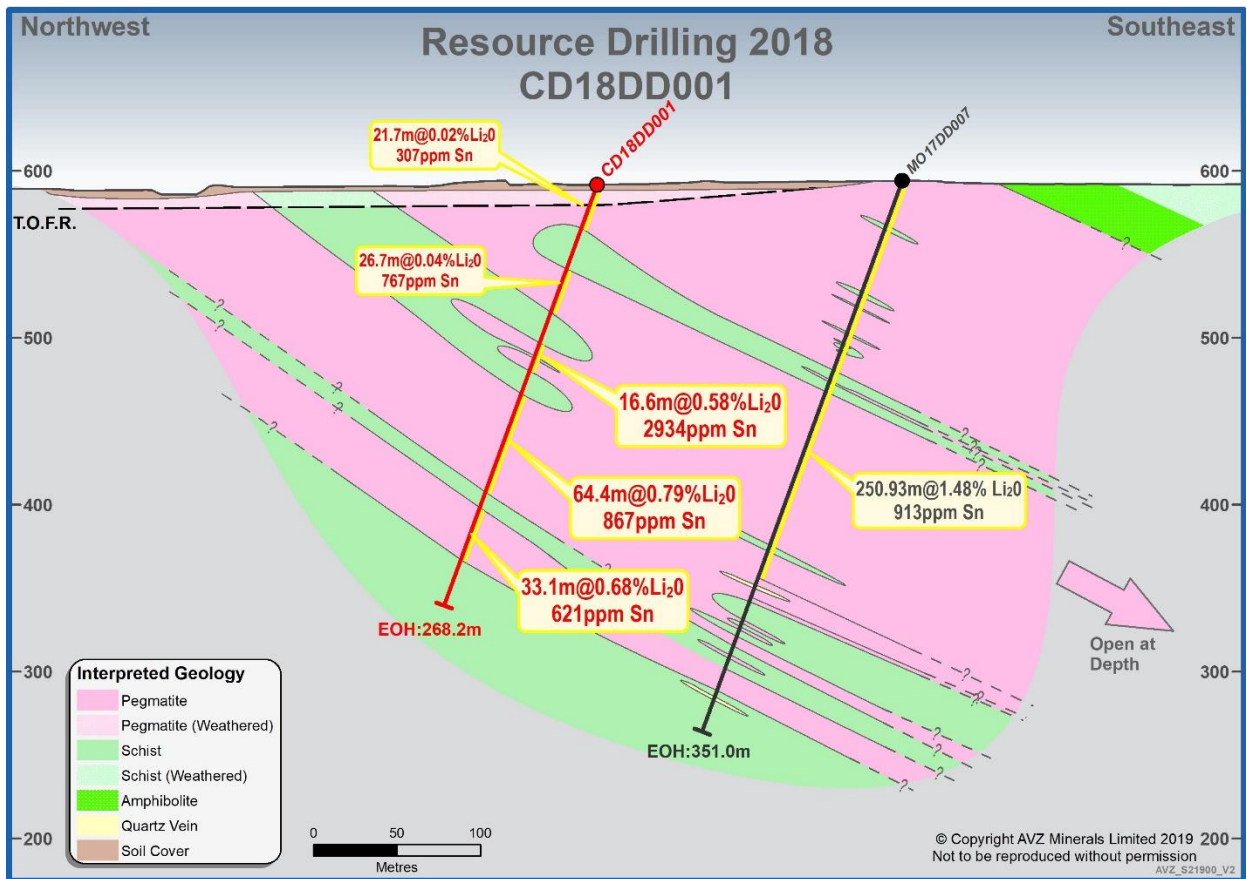 Northwest
Southeast
Resource Drilling 2018
CD18DD001
21.7m@0.02%Li₂0
307ppm Sn
CD18DD001
MO17DD007
600
600
T.O.F.R.
26.7m@0.04%Li₂0
767ppm Sn
?
?
?
500
500
?
?
?
16.6m@0.58%Li₂0
2934ppm Sn
?
?
?
250.93m@1.48% Li₂0
913ppm Sn
64.4m@0.79%Li₂0
867ppm Sn
400
400
?
33.1m@0.68%Li₂0
621ppm Sn
EOH:268.2m
Open at
Depth
300
300
?
?
?
?
?
EOH:351.0m
?
Interpreted Geology
Pegmatite
Pegmatite (Weathered)
Schist
Schist (Weathered)
Amphibolite
Quartz Vein
Soil Cover
0 50 100
Metres
200
200
© Copyright AVZ Minerals Limited 2019
Not to be reproduced without permission
AVZ_S21900_V2